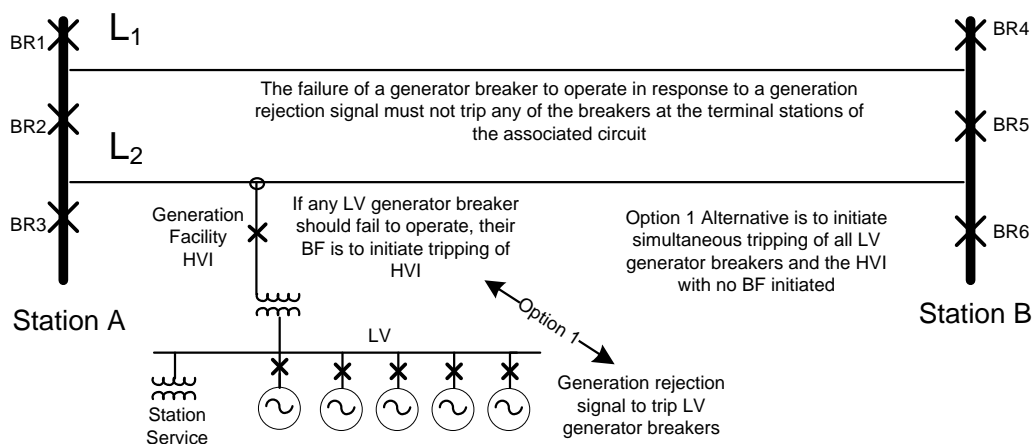 BR1
L1
BR4
The failure of a generator breaker to operate in response to a generation
rejection signal must not trip any of the breakers at the terminal stations of
the associated circuit
BR2
BR5
L2
Generation
Facility
HVI
If any LV generator breaker
should fail to operate, their
BF is to initiate tripping of
HVI
Option 1 Alternative is to initiate
simultaneous tripping of all LV
generator breakers and the HVI
with no BF initiated
BR3
BR6
Station A
Station B
Option 1
LV
Station
Service
Generation rejection
signal to trip LV
generator breakers